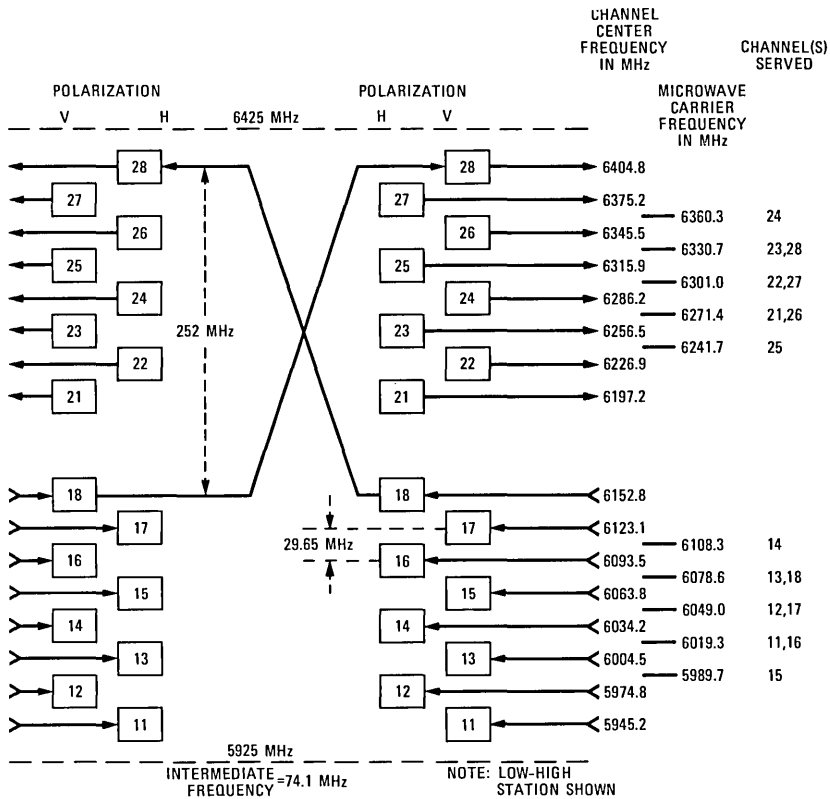 CHANNEL
CENTER
FREQUENCY
IN MHz
CHANNEL(S)
SERVED
MICROWAVE
CARRIER
FREQUENCY
IN MHz
POLARIZATION
V H
6425 MHz
POLARIZATION
H V
28 28 6404.8
27 27 6375.2
6360.3 24
26 26 6345.5
6330.7 23,28
25 25 6315.9
6301.0 22,27
24 24 6286.2
6271.4 21,26
23 252 MHz 23 6256.5
6241.7 25
22 22 6226.9
21 21 6197.2
18 18 6152.8
17 17 6123.1
29.65 MHz
6108.3 14
16 16 6093.5
6078.6 13,18
15 15 6063.8
6049.0 12,17
14 14 6034.2
6019.3 11,16
13 13 6004.5
5989.7 15
12 12 5974.8
11 11 5945.2
5925 MHz
INTERMEDIATE
FREQUENCY =74.1 MHz
NOTE: LOW-HIGH
STATION SHOWN